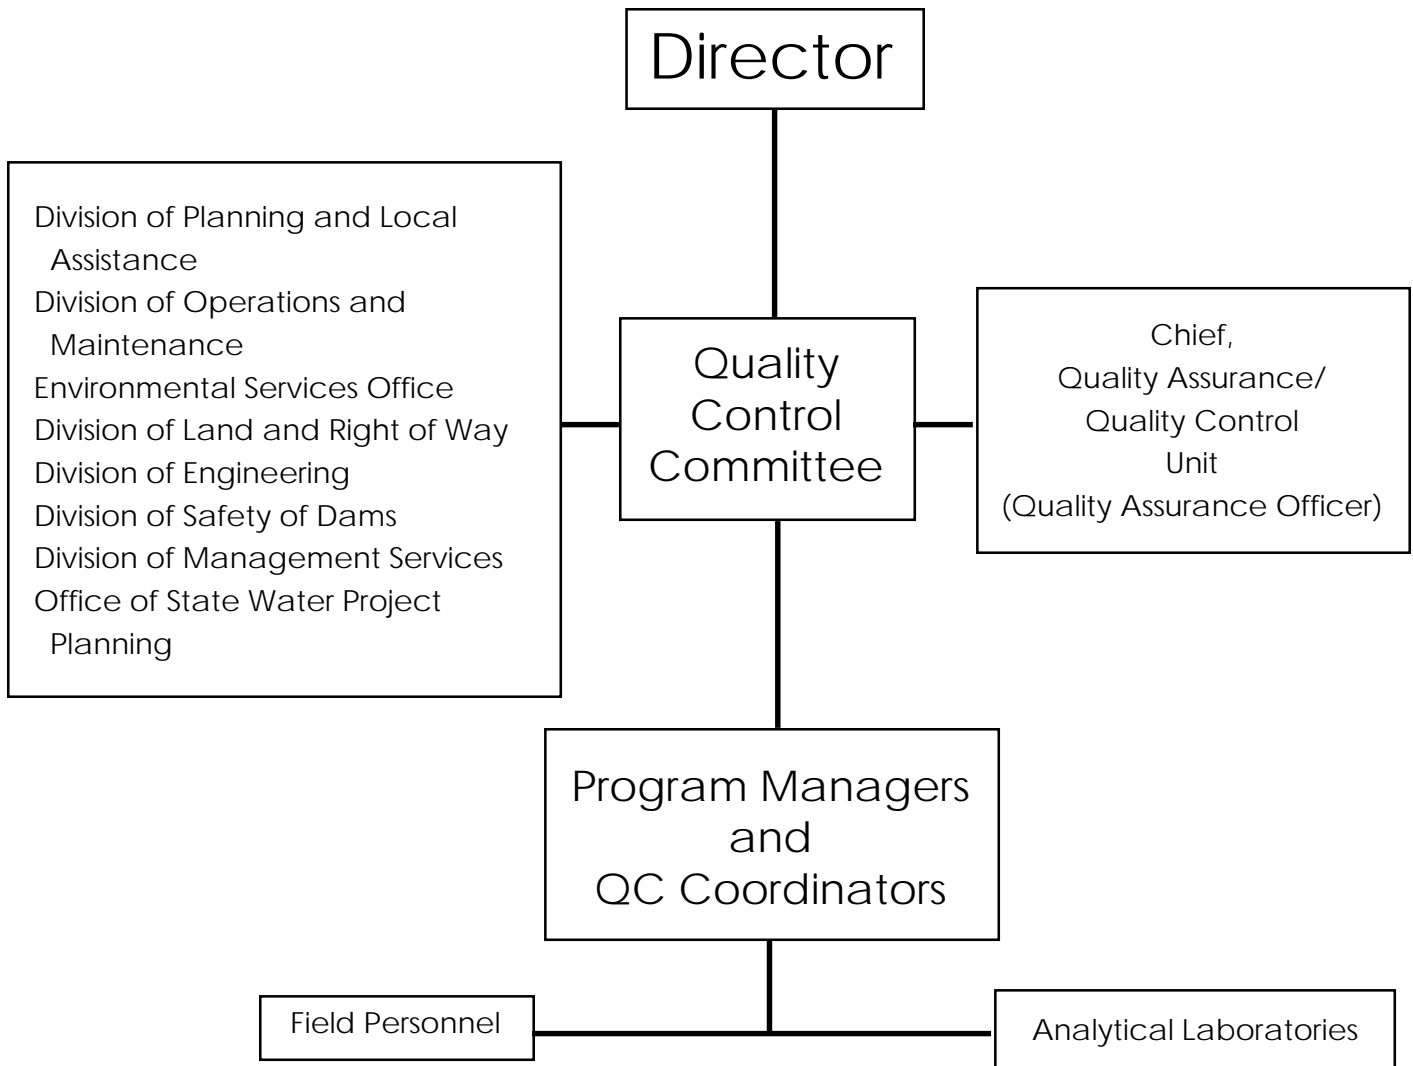 Director
Division of Planning and Local
Assistance
Division of Operations and
Maintenance
Environmental Services Office
Division of Land and Right of Way
Division of Engineering
Division of Safety of Dams
Division of Management Services
Office of State Water Project
Planning
Quality
Control
Committee
Chief,
Quality Assurance/
Quality Control
Unit
(Quality Assurance Officer)
Program Managers
and
QC Coordinators
Field Personnel
Analytical Laboratories